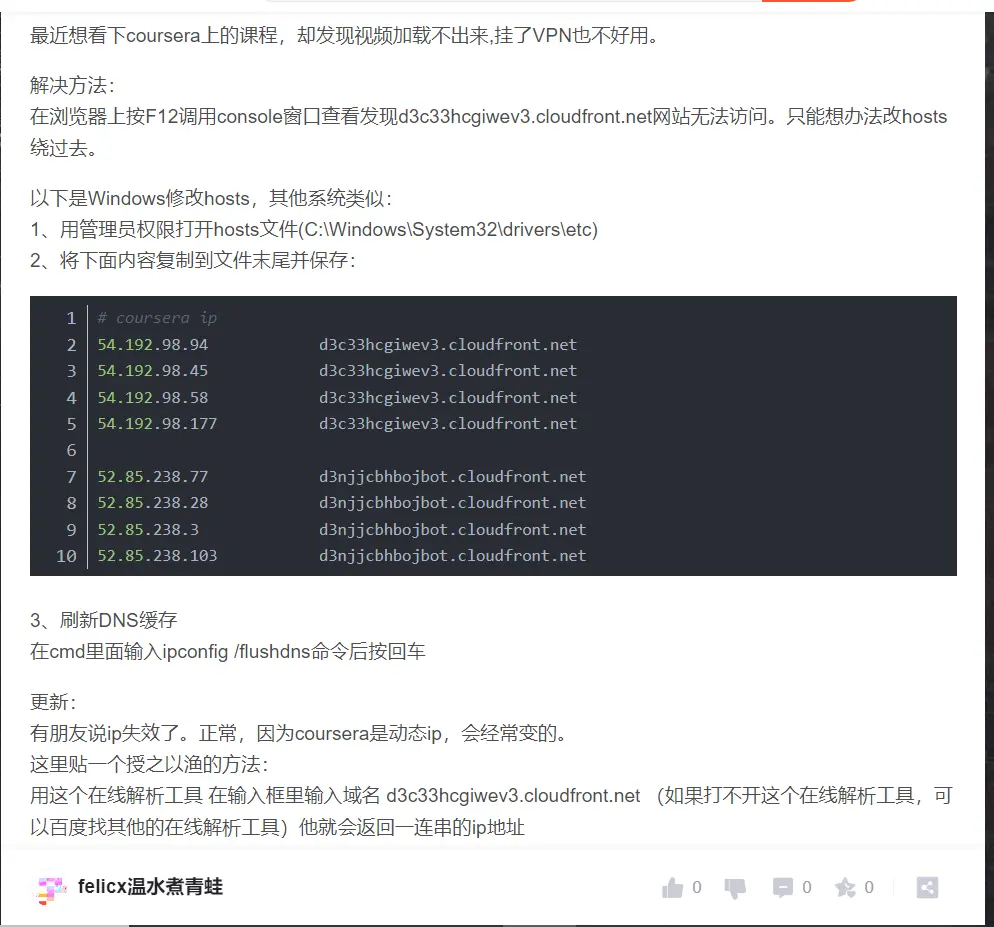 最近想看下coursera上的课程，却发现视频加载不出来,挂了VPN也不好用。
解决方法：
在浏览器上按F12调用console窗口查看发现d3c33hcgiwev3.cloudfront.net网站无法访问。只能想办法改hosts
绕过去。
以下是Windows修改hosts，其他系统类似：
1、用管理员权限打开hosts文件(C:\Windows\System32\drivers\etc)
2、将下面内容复制到文件末尾并保存：
1 # coursera ip
2 54.192.98.94 d3c33hcgiwev3.cloudfront.net
3 54.192.98.45 d3c33hcgiwev3.cloudfront.net
4 54.192.98.58 d3c33hcgiwev3.cloudfront.net
5 54.192.98.177 d3c33hcgiwev3.cloudfront.net
6
7 52.85.238.77 d3njjcbhbojbot.cloudfront.net
8 52.85.238.28 d3njjcbhbojbot.cloudfront.net
9 52.85.238.3 d3njjcbhbojbot.cloudfront.net
10 52.85.238.103 d3njjcbhbojbot.cloudfront.net
3、刷新DNS缓存
在cmd里面输入ipconfig /flushdns命令后按回车
更新：
有朋友说ip失效了。正常，因为coursera是动态ip，会经常变的。
这里贴一个授之以渔的方法：
用这个在线解析工具 在输入框里输入域名 d3c33hcgiwev3.cloudfront.net （如果打不开这个在线解析工具，可
以百度找其他的在线解析工具）他就会返回一连串的ip地址
felicx温水煮青蛙 0 0 0